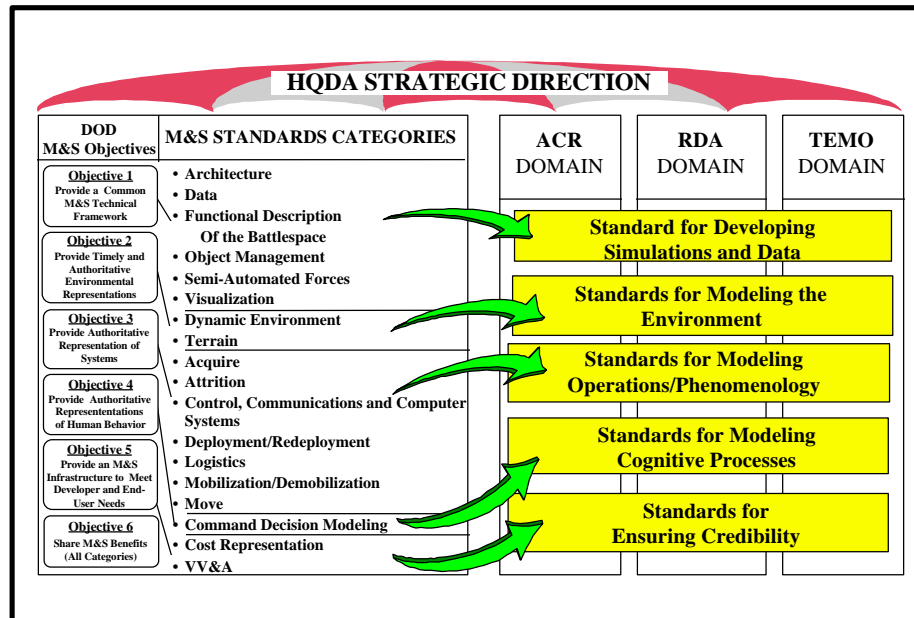 HQDA STRATEGIC DIRECTION
DOD
M&S Objectives
Objective 1
Provide a Common
M&S Technical
Framework
Objective 2
Provide Timely and
Authoritative
Environmental
Representations
Objective 3
Provide Authoritative
Representation of
Systems
Objective 4
Provide Authoritative
Represententations
of Human Behavior
Objective 5
Provide an M&S
Infrastructure to Meet
Developer and End-
User Needs
Objective 6
Share M&S Benefits
(All Categories)
M&S STANDARDS CATEGORIES
• Architecture
• Data
• Functional Description
Of the Battlespace
• Object Management
• Semi-Automated Forces
• Visualization
• Dynamic Environment
• Terrain
• Acquire
• Attrition
• Control, Communications and Computer
Systems
• Deployment/Redeployment
• Logistics
• Mobilization/Demobilization
• Move
• Command Decision Modeling
• Cost Representation
• VV&A
ACR
DOMAIN
RDA
DOMAIN
TEMO
DOMAIN
Standard for Developing
Simulations and Data
Standards for Modeling the
Environment
Standards for Modeling
Operations/Phenomenology
Standards for Modeling
Cognitive Processes
Standards for
Ensuring Credibility